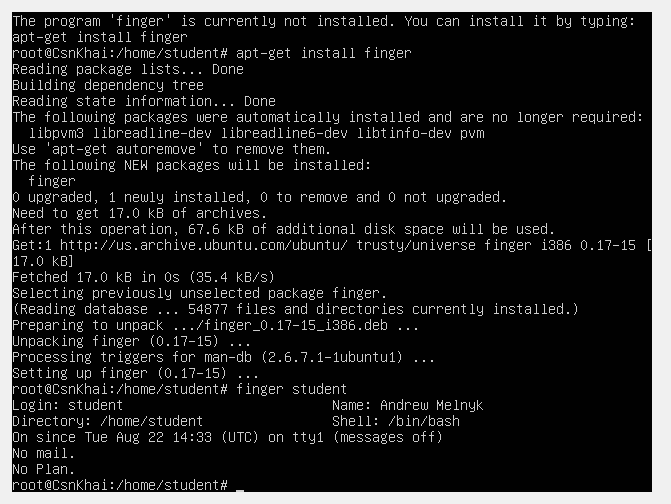 The program 'finger' is currently not installed. You can install it by typing:
apt-get install finger
root@CsnKhai:/home/student# apt-get install finger
Reading package lists... Done
Building dependency tree
Reading state information... Done
The following packages were automatically installed and are no longer required:
  libpvm3 libreadline-dev libreadline6-dev libtinfo-dev pvm
Use 'apt-get autoremove' to remove them.
The following NEW packages will be installed:
  finger
0 upgraded, 1 newly installed, 0 to remove and 0 not upgraded.
Need to get 17.0 kB of archives.
After this operation, 67.6 kB of additional disk space will be used.
Get:1 http://us.archive.ubuntu.com/ubuntu/ trusty/universe finger i386 0.17-15 [
17.0 kB]
Fetched 17.0 kB in 0s (35.4 kB/s)
Selecting previously unselected package finger.
(Reading database ... 54877 files and directories currently installed.)
Preparing to unpack .../finger_0.17-15_i386.deb ...
Unpacking finger (0.17-15) ...
Processing triggers for man-db (2.6.7.1-1ubuntu1) ...
Setting up finger (0.17-15) ...
root@CsnKhai:/home/student# finger student
Login: student                          Name: Andrew Melnyk
Directory: /home/student                Shell: /bin/bash
On since Tue Aug 22 14:33 (UTC) on tty1 (messages off)
No mail.
No Plan.
root@CsnKhai:/home/student# _